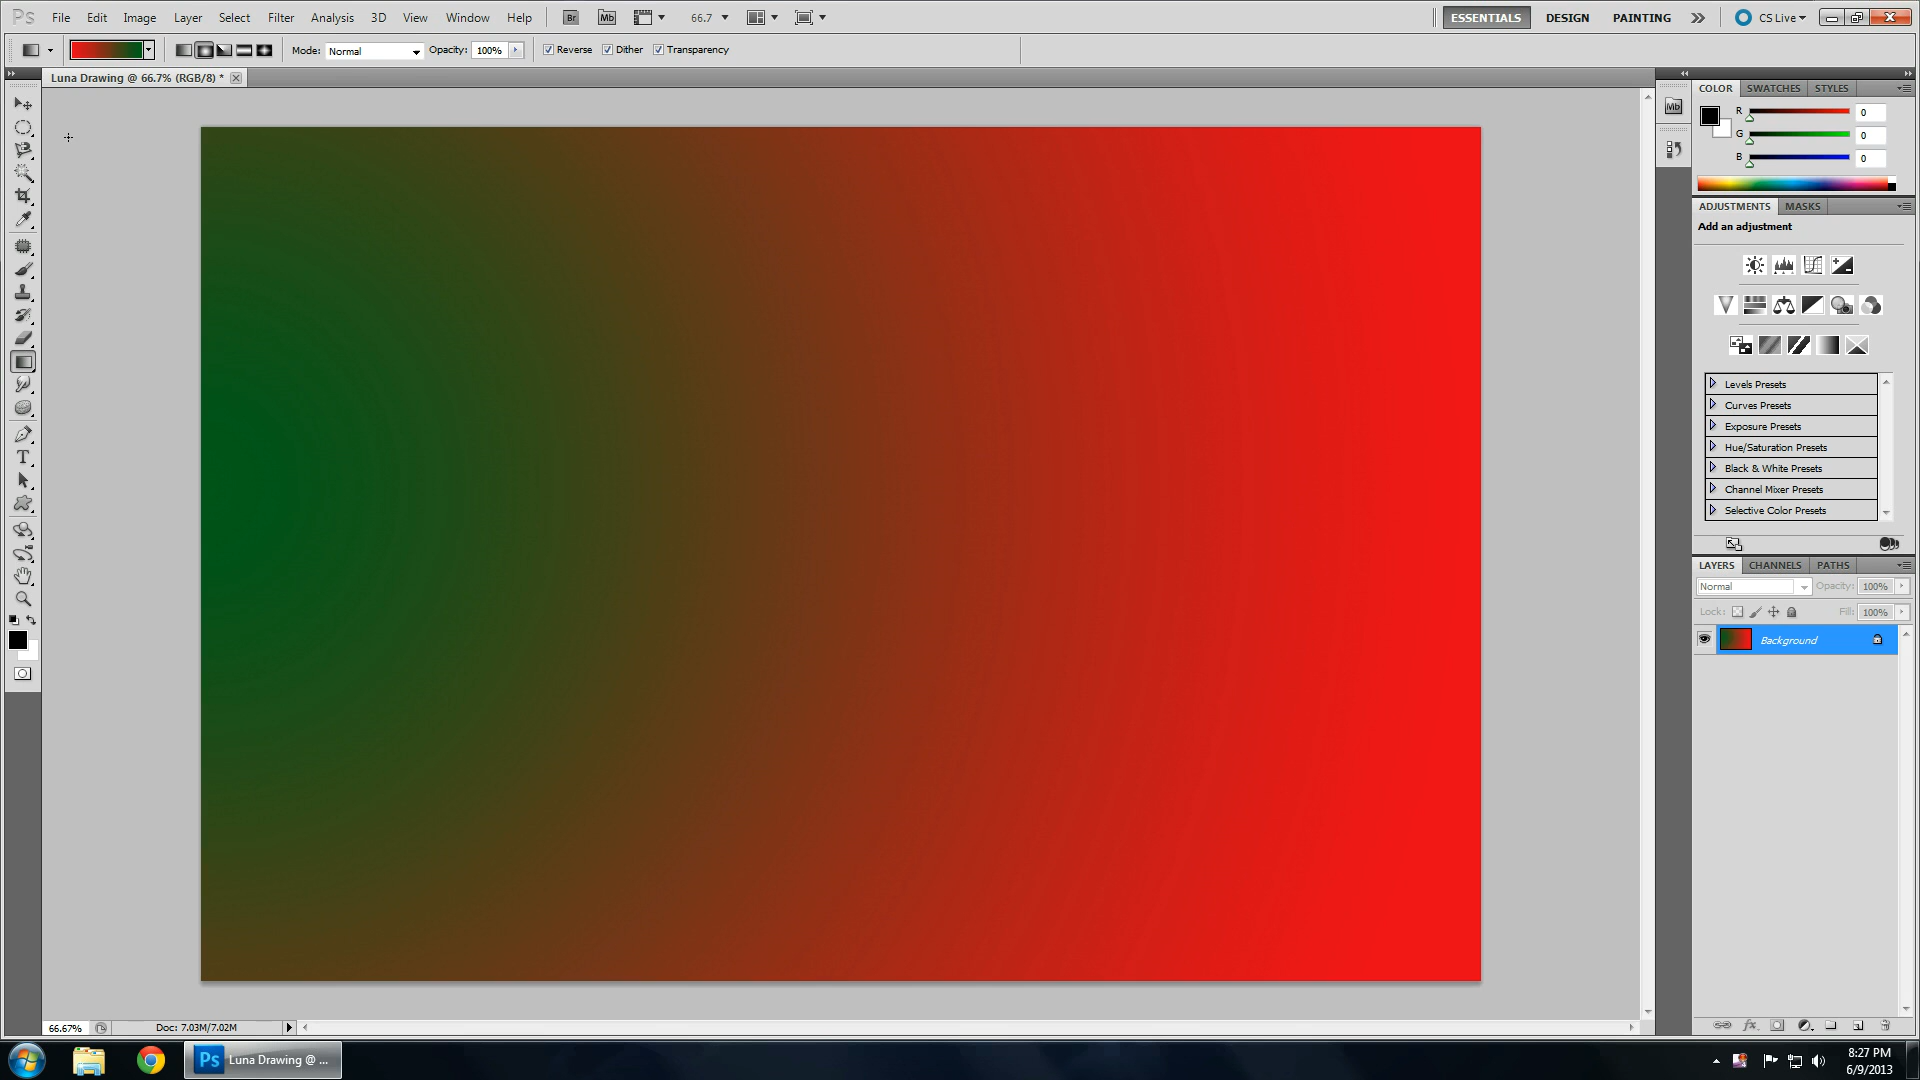 Ps File Edit Image Layer Select Filter Analysis 3D View Window Help Br Mb 66.7 ESSENTIALS DESIGN PAINTING CS Live
Mode: Normal Opacity: 100% Reverse Dither Transparency
Luna Drawing @ 66.7% (RGB/8) *
Mb
COLOR SWATCHES STYLES
R 0
G 0
B 0
ADJUSTMENTS MASKS
Add an adjustment
Levels Presets
Curves Presets
Exposure Presets
Hue/Saturation Presets
Black & White Presets
Channel Mixer Presets
Selective Color Presets
LAYERS CHANNELS PATHS
Normal Opacity: 100%
Lock: Fill: 100%
Background
T
66.67% Doc: 7.03M/7.02M
Ps Luna Drawing @ ...
8:27 PM
6/9/2013